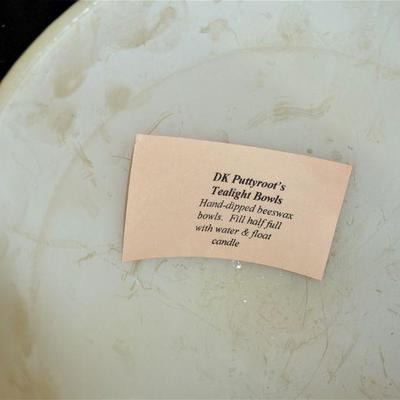 DK Puttyroot's
Tealight Bowls
Hand-dipped beeswax
bowls. Fill half full
with water & float
candle